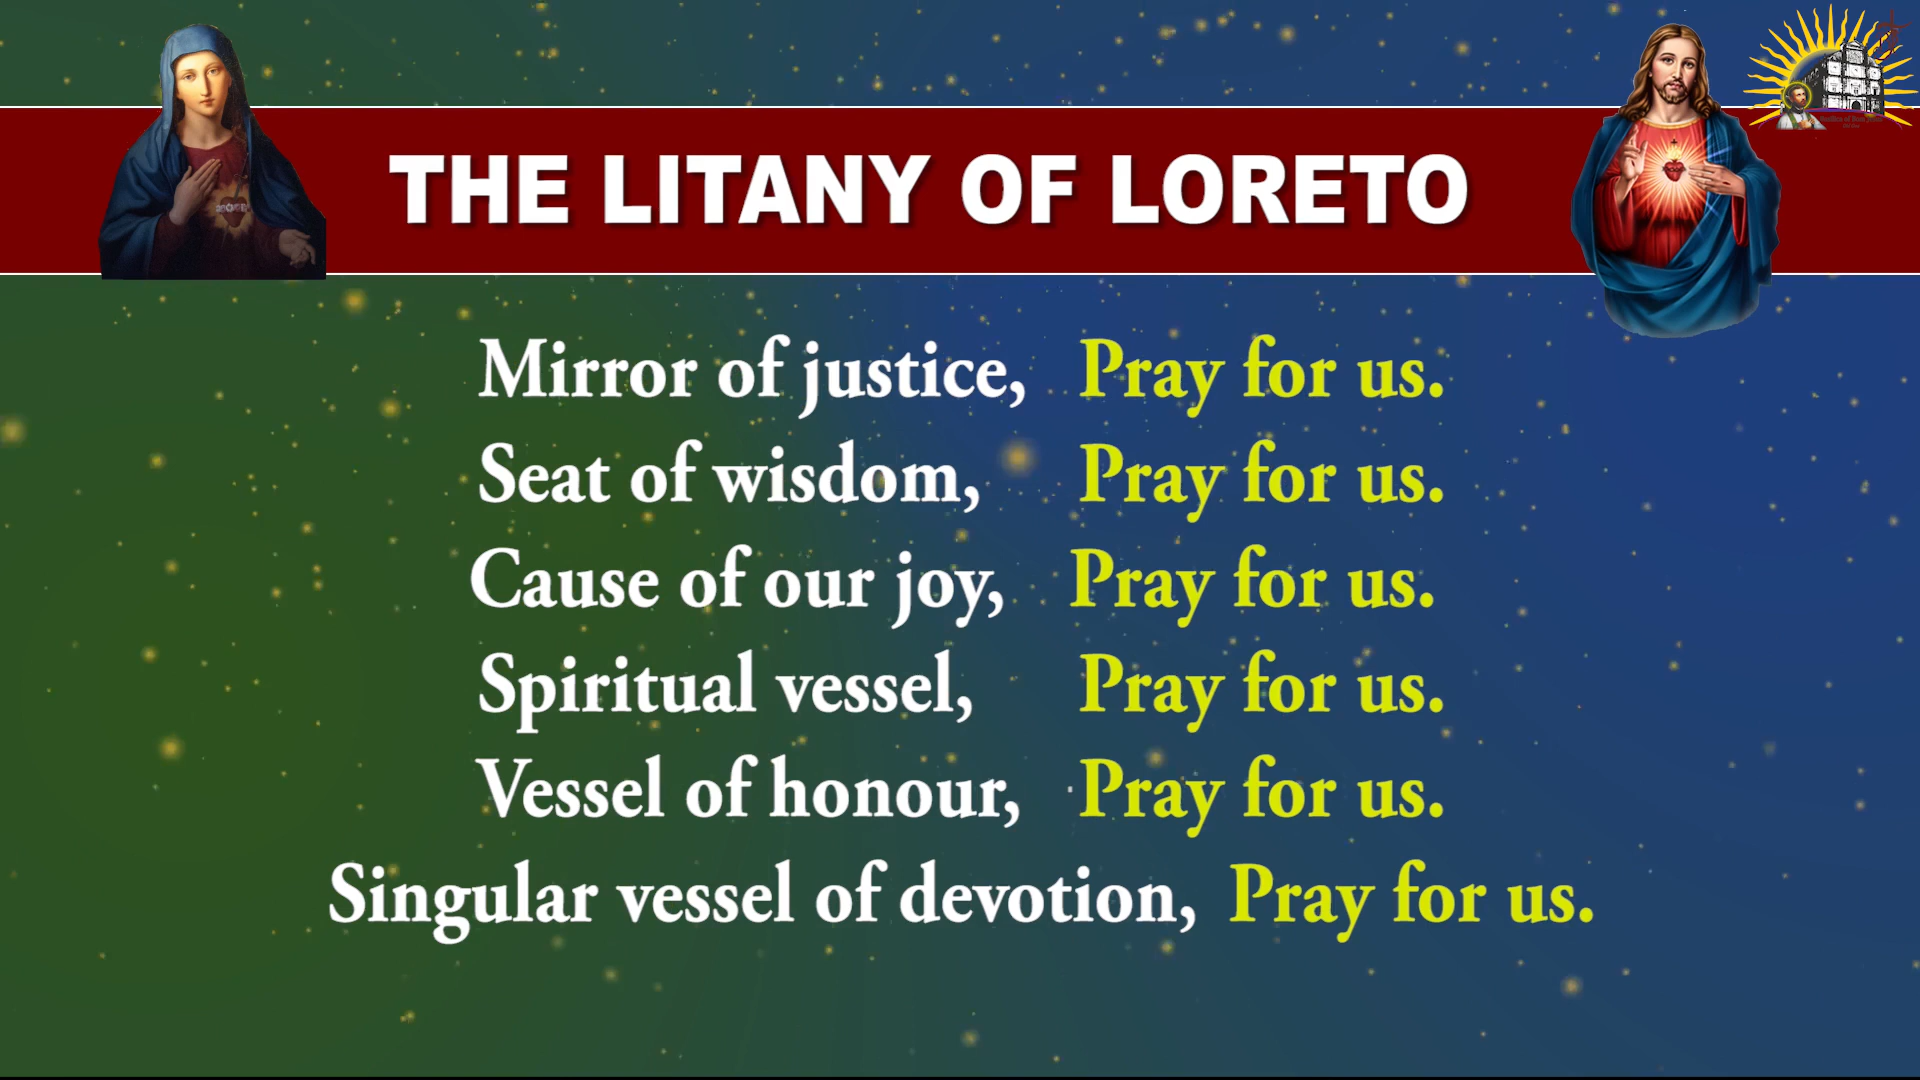 THE LITANY OF LORETO
Mirror of justice, Pray for us.
Seat of wisdom, Pray for us.
Cause of our joy, Pray for us.
Spiritual vessel, Pray for us.
Vessel of honour, Pray for us.
Singular vessel of devotion, Pray for us.